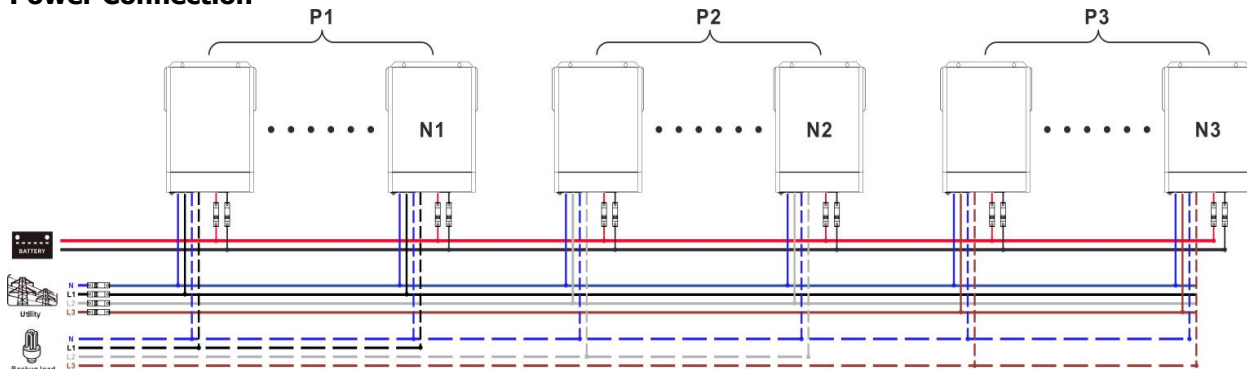 Power Connection
P1 P2 P3
N1 N2 N3
BATTERY
N
L1
L2
L3
Utility
N
L1
L2
L3
Backup load